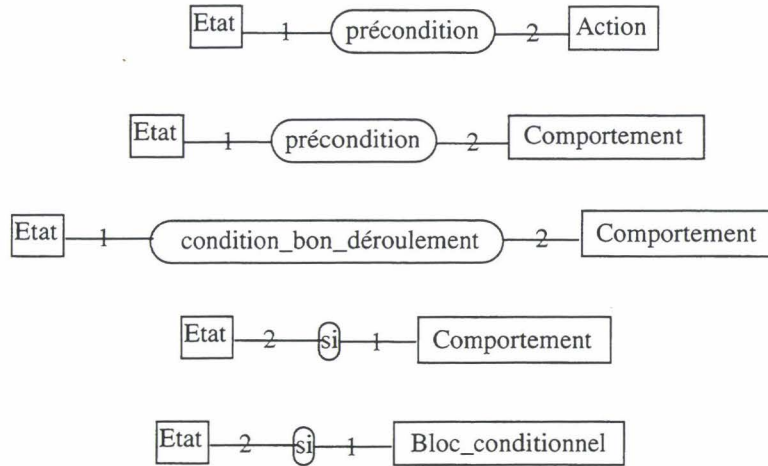 Etat 1 précondition 2 Action
Etat 1 précondition 2 Comportement
Etat 1 condition_bon_déroulement 2 Comportement
Etat 2 si 1 Comportement
Etat 2 si 1 Bloc_conditionnel